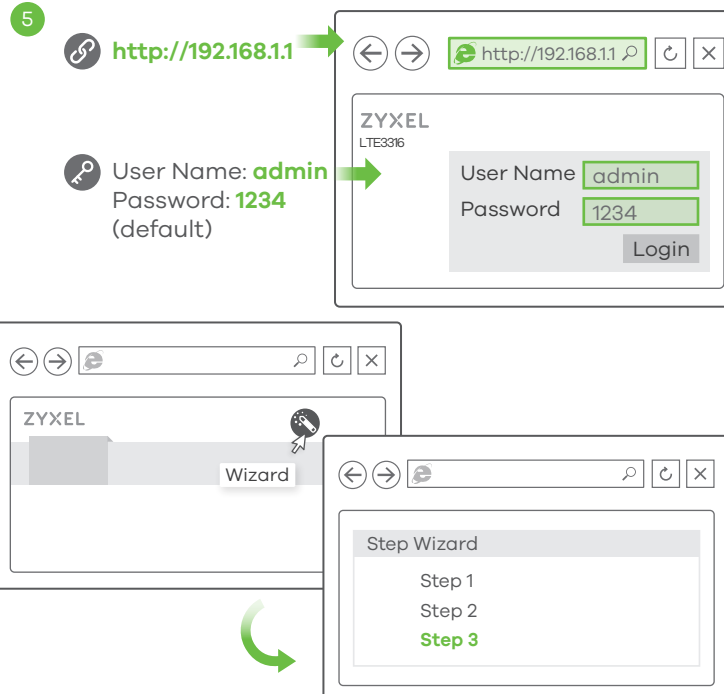 5
http://192.168.1.1
http://192.168.1.1
ZYXEL
LTE3316
User Name: admin
Password: 1234
(default)
User Name admin
Password 1234
Login
ZYXEL
Wizard
Step Wizard
Step 1
Step 2
Step 3